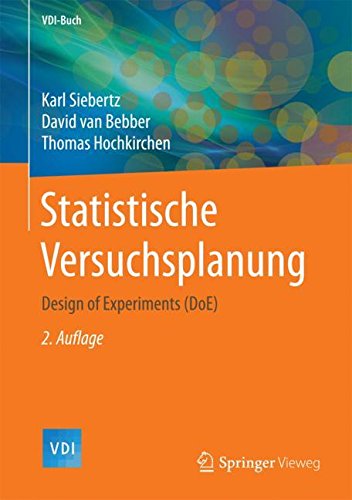 VDI-Buch
Karl Siebertz
David van Bebber
Thomas Hochkirchen
Statistische
Versuchsplanung
Design of Experiments (DoE)
2. Auflage
VDI
Springer Vieweg